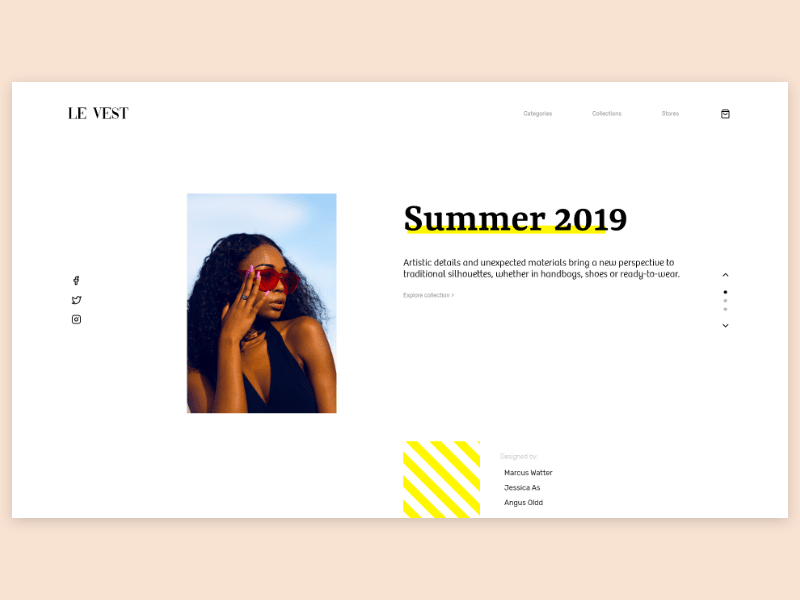 LE VEST
Categories
Collections
Stores
Summer 2019
Artistic details and unexpected materials bring a new perspective to
traditional silhouettes, whether in handbags, shoes or ready-to-wear.
Explore collection >
Designed by:
Marcus Watter
Jessica As
Angus Oldd